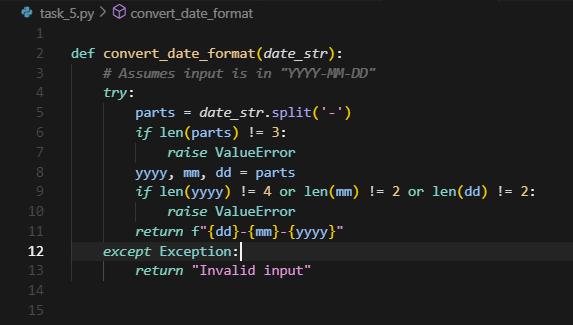 task_5.py > convert_date_format
1
2 def convert_date_format(date_str):
3 # Assumes input is in "YYYY-MM-DD"
4 try:
5 parts = date_str.split('-')
6 if len(parts) != 3:
7 raise ValueError
8 yyyy, mm, dd = parts
9 if len(yyyy) != 4 or len(mm) != 2 or len(dd) != 2:
10 raise ValueError
11 return f"{dd}-{mm}-{yyyy}"
12 except Exception:
13 return "Invalid input"
14
15